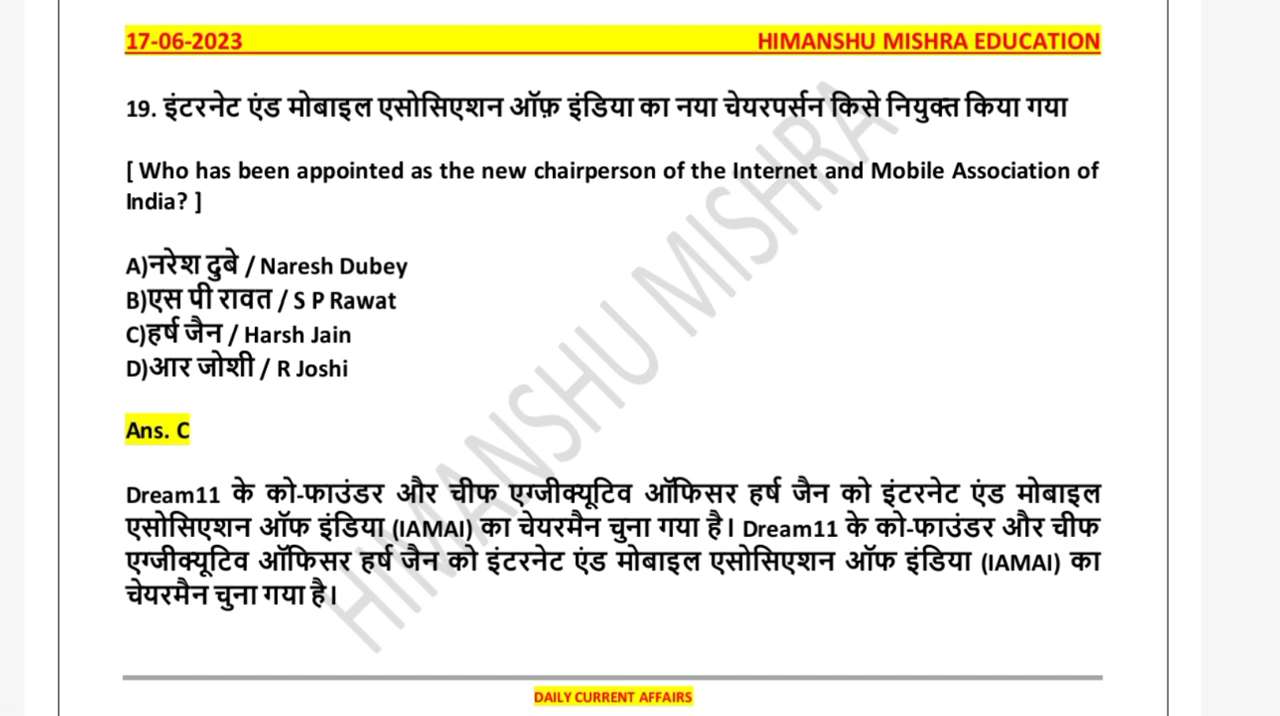 17-06-2023 HIMANSHU MISHRA EDUCATION
19. इंटरनेट एंड मोबाइल एसोसिएशन ऑफ़ इंडिया का नया चेयरपर्सन किसे नियुक्त किया गया
[ Who has been appointed as the new chairperson of the Internet and Mobile Association of
India? ]
A)नरेश दुबे / Naresh Dubey
B)एस पी रावत / S P Rawat
C)हर्ष जैन / Harsh Jain
D)आर जोशी / R Joshi
Ans. C
Dream11 के को-फाउंडर और चीफ एग्जीक्यूटिव ऑफिसर हर्ष जैन को इंटरनेट एंड मोबाइल
एसोसिएशन ऑफ इंडिया (IAMAI) का चेयरमैन चुना गया है। Dream11 के को-फाउंडर और चीफ
एग्जीक्यूटिव ऑफिसर हर्ष जैन को इंटरनेट एंड मोबाइल एसोसिएशन ऑफ इंडिया (IAMAI) का
चेयरमैन चुना गया है।
HIMANSHU MISHRA
DAILY CURRENT AFFAIRS